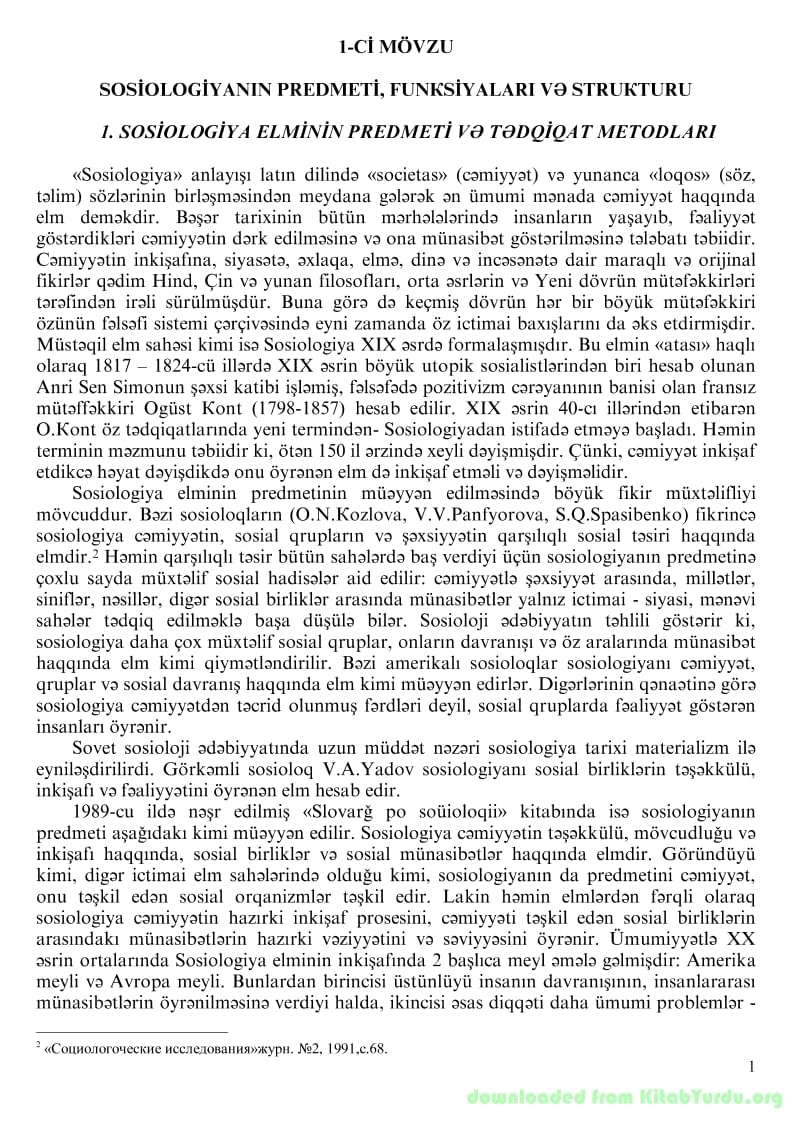 1-Cİ MÖVZU
SOSİOLOGİYANIN PREDMETİ, FUNKSİYALARI VƏ STRUKTURU
1. SOSİOLOGİYA ELMİNİN PREDMETİ VƏ TƏDQİQAT METODLARI
«Sosiologiya» anlayışı latın dilində «societas» (cəmiyyət) və yunanca «loqos» (söz,
təlim) sözlərinin birləşməsindən meydana gələrək ən ümumi mənada cəmiyyət haqqında
elm deməkdir. Bəşər tarixinin bütün mərhələlərində insanların yaşayıb, fəaliyyət
göstərdikləri cəmiyyətin dərk edilməsinə və ona münasibət göstərilməsinə tələbatı təbiidir.
Cəmiyyətin inkişafına, siyasətə, əxlaqa, elmə, dinə və incəsənətə dair maraqlı və orijinal
fikirlər qədim Hind, Çin və yunan filosofları, orta əsrlərin və Yeni dövrün mütəfəkkirləri
tərəfindən irəli sürülmüşdür. Buna görə də keçmiş dövrün hər bir böyük mütəfəkkiri
özünün fəlsəfi sistemi çərçivəsində eyni zamanda öz ictimai baxışlarını da əks etdirmişdir.
Müstəqil elm sahəsi kimi isə Sosiologiya XIX əsrdə formalaşmışdır. Bu elmin «atası» haqlı
olaraq 1817 – 1824-cü illərdə XIX əsrin böyük utopik sosialistlərindən biri hesab olunan
Anri Sen Simonun şəxsi katibi işləmiş, fəlsəfədə pozitivizm cərəyanının banisi olan fransız
mütəffəkkiri Ogüst Kont (1798-1857) hesab edilir. XIX əsrin 40-cı illərindən etibarən
O.Kont öz tədqiqatlarında yeni termindən- Sosiologiyadan istifadə etməyə başladı. Həmin
terminin məzmunu təbiidir ki, ötən 150 il ərzində xeyli dəyişmişdir. Çünki, cəmiyyət inkişaf
etdikcə həyat dəyişdikdə onu öyrənən elm də inkişaf etməli və dəyişməlidir.
Sosiologiya elminin predmetinin müəyyən edilməsində böyük fikir müxtəlifliyi
mövcuddur. Bəzi sosioloqların (O.N.Kozlova, V.V.Panfyorova, S.Q.Spasibenko) fikrincə
sosiologiya cəmiyyətin, sosial qrupların və şəxsiyyətin qarşılıqlı sosial təsiri haqqında
elmdir.2 Həmin qarşılıqlı təsir bütün sahələrdə baş verdiyi üçün sosiologiyanın predmetinə
çoxlu sayda müxtəlif sosial hadisələr aid edilir: cəmiyyətlə şəxsiyyət arasında, millətlər,
siniflər, nəsillər, digər sosial birliklər arasında münasibətlər yalnız ictimai - siyasi, mənəvi
sahələr tədqiq edilməklə başa düşülə bilər. Sosioloji ədəbiyyatın təhlili göstərir ki,
sosiologiya daha çox müxtəlif sosial qruplar, onların davranışı və öz aralarında münasibət
haqqında elm kimi qiymətləndirilir. Bəzi amerikalı sosioloqlar sosiologiyanı cəmiyyət,
qruplar və sosial davranış haqqında elm kimi müəyyən edirlər. Digərlərinin qənaətinə görə
sosiologiya cəmiyyətdən təcrid olunmuş fərdləri deyil, sosial qruplarda fəaliyyət göstərən
insanları öyrənir.
Sovet sosioloji ədəbiyyatında uzun müddət nəzəri sosiologiya tarixi materializm ilə
eyniləşdirilirdi. Görkəmli sosioloq V.A.Yadov sosiologiyanı sosial birliklərin təşəkkülü,
inkişafı və fəaliyyətini öyrənən elm hesab edir.
1989-cu ildə nəşr edilmiş «Slovarğ po soüioloqii» kitabında isə sosiologiyanın
predmeti aşağıdakı kimi müəyyən edilir. Sosiologiya cəmiyyətin təşəkkülü, mövcudluğu və
inkişafı haqqında, sosial birliklər və sosial münasibətlər haqqında elmdir. Göründüyü
kimi, digər ictimai elm sahələrində olduğu kimi, sosiologiyanın da predmetini cəmiyyət,
onu təşkil edən sosial orqanizmlər təşkil edir. Lakin həmin elmlərdən fərqli olaraq
sosiologiya cəmiyyətin hazırki inkişaf prosesini, cəmiyyəti təşkil edən sosial birliklərin
arasındakı münasibətlərin hazırki vəziyyətini və səviyyəsini öyrənir. Ümumiyyətlə XX
əsrin ortalarında Sosiologiya elminin inkişafında 2 başlıca meyl əmələ gəlmişdir: Amerika
meyli və Avropa meyli. Bunlardan birincisi üstünlüyü insanın davranışının, insanlararası
münasibətlərin öyrənilməsinə verdiyi halda, ikincisi əsas diqqəti daha ümumi problemlər -
2 «Социологоческие исследования»журн. №2, 1991,с.68.
1
downloaded from KitabYurdu.org